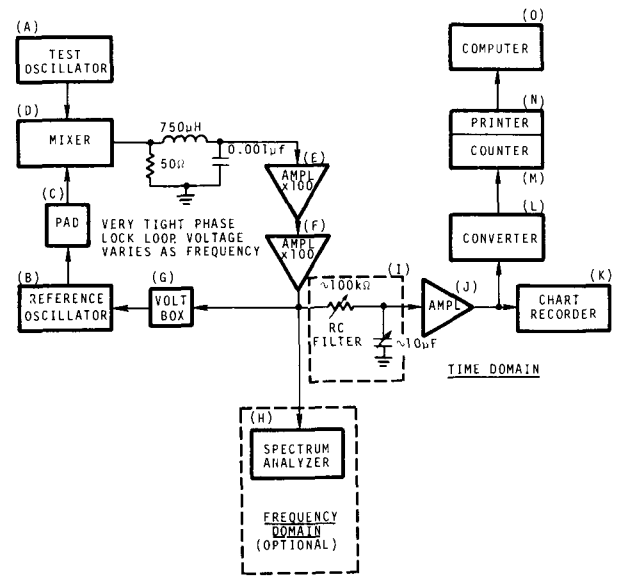 (A)
TEST
OSCILLATOR
(D)
MIXER
750μH
50Ω
0.001μf
(C)
PAD
VERY TIGHT PHASE
LOCK LOOP VOLTAGE
VARIES AS FREQUENCY
(E)
AMPL
x100
(F)
AMPL
x100
(B)
REFERENCE
OSCILLATOR
(G)
VOLT
BOX
(I)
~100kΩ
RC
FILTER
~10μF
(J)
AMPL
(O)
COMPUTER
(N)
PRINTER
COUNTER
(M)
(L)
CONVERTER
(K)
CHART
RECORDER
TIME DOMAIN
(H)
SPECTRUM
ANALYZER
FREQUENCY
DOMAIN
(OPTIONAL)